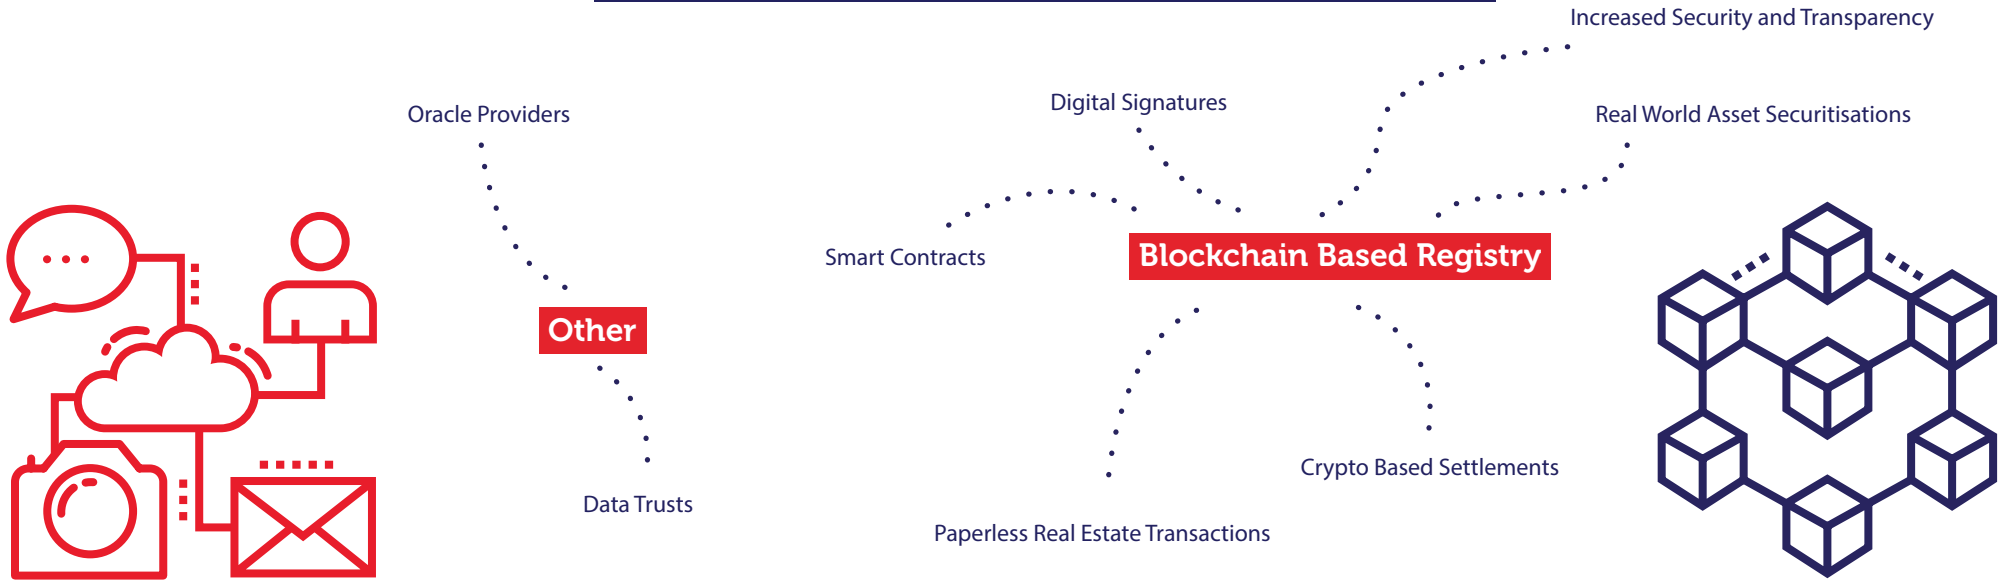 Increased Security and Transparency
Digital Signatures
Oracle Providers
Real World Asset Securitisations
Smart Contracts
Blockchain Based Registry
Other
Crypto Based Settlements
Data Trusts
Paperless Real Estate Transactions